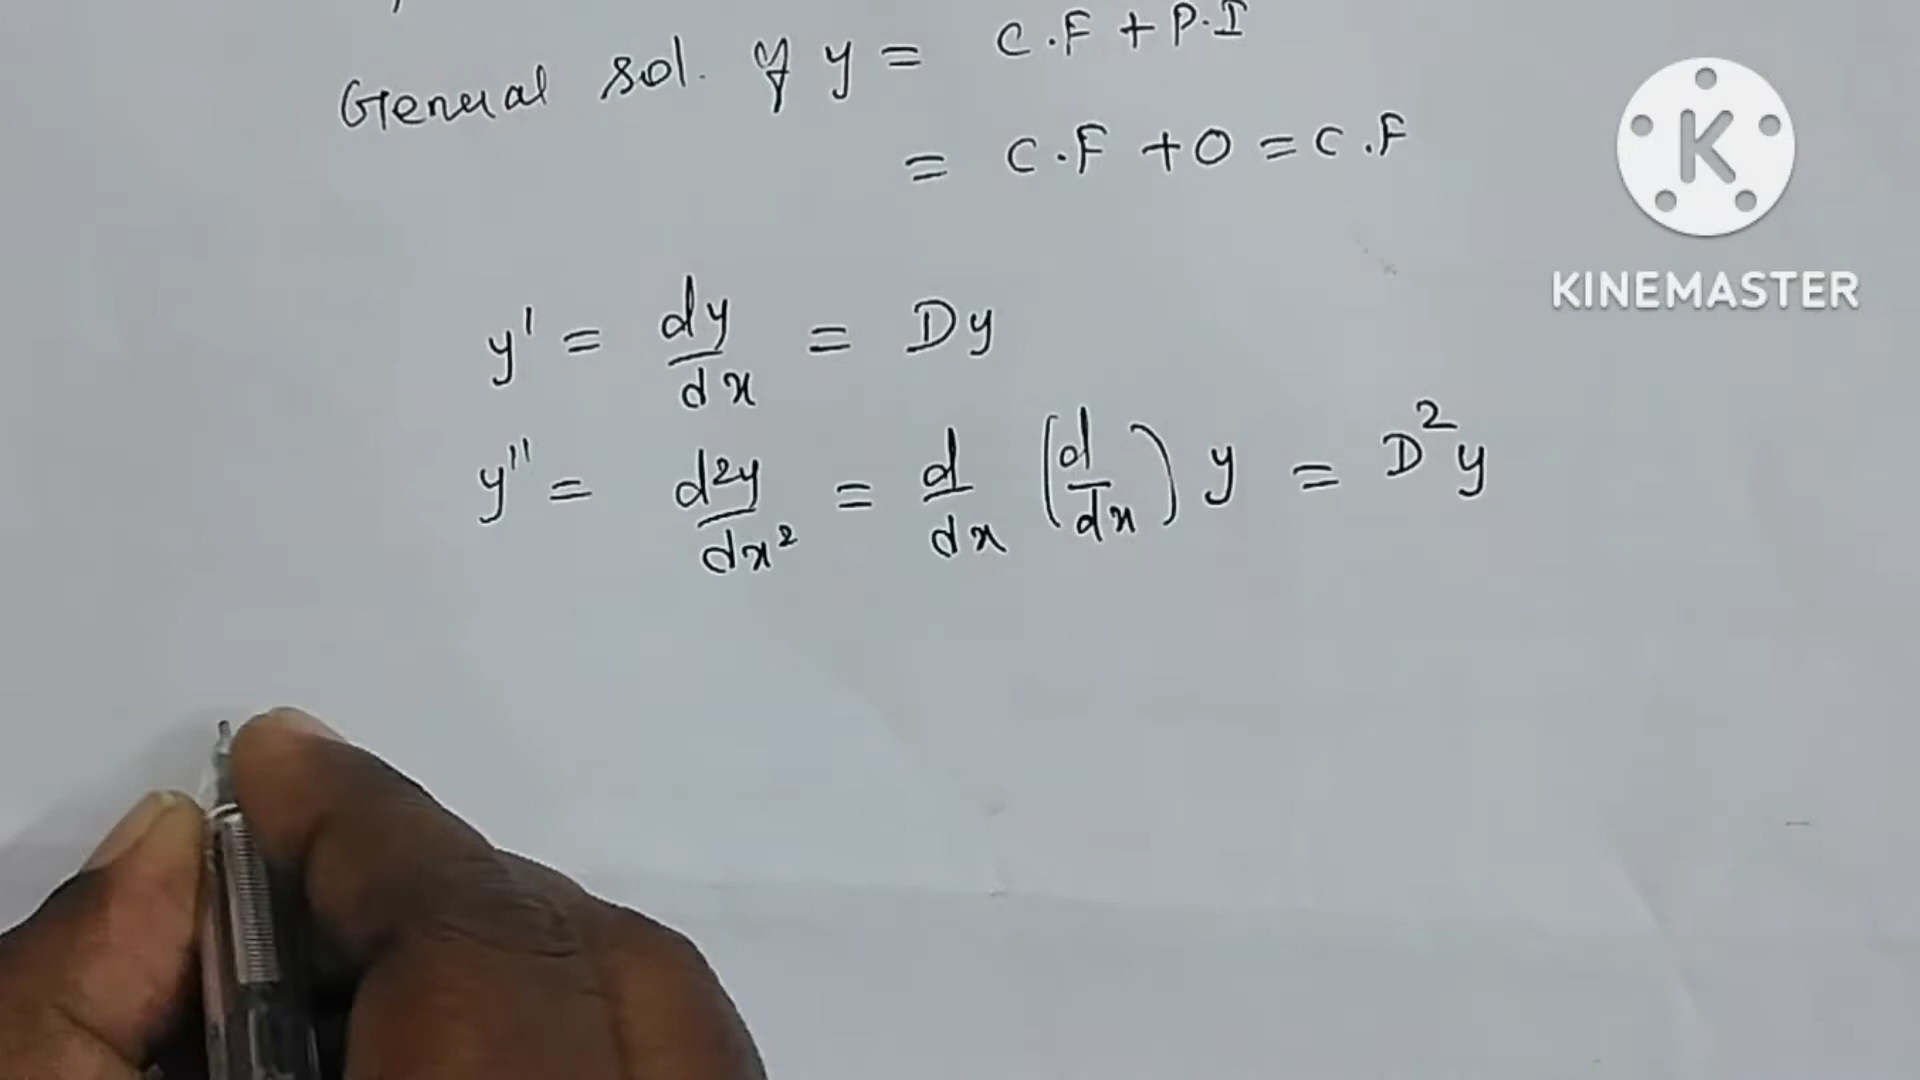 General sol. of y = C.F + P.I
= C.F + 0 = C.F
K
KINEMASTER
y' = dy/dx = Dy
y'' = d²y/dx² = d/dx (d/dx) y = D²y